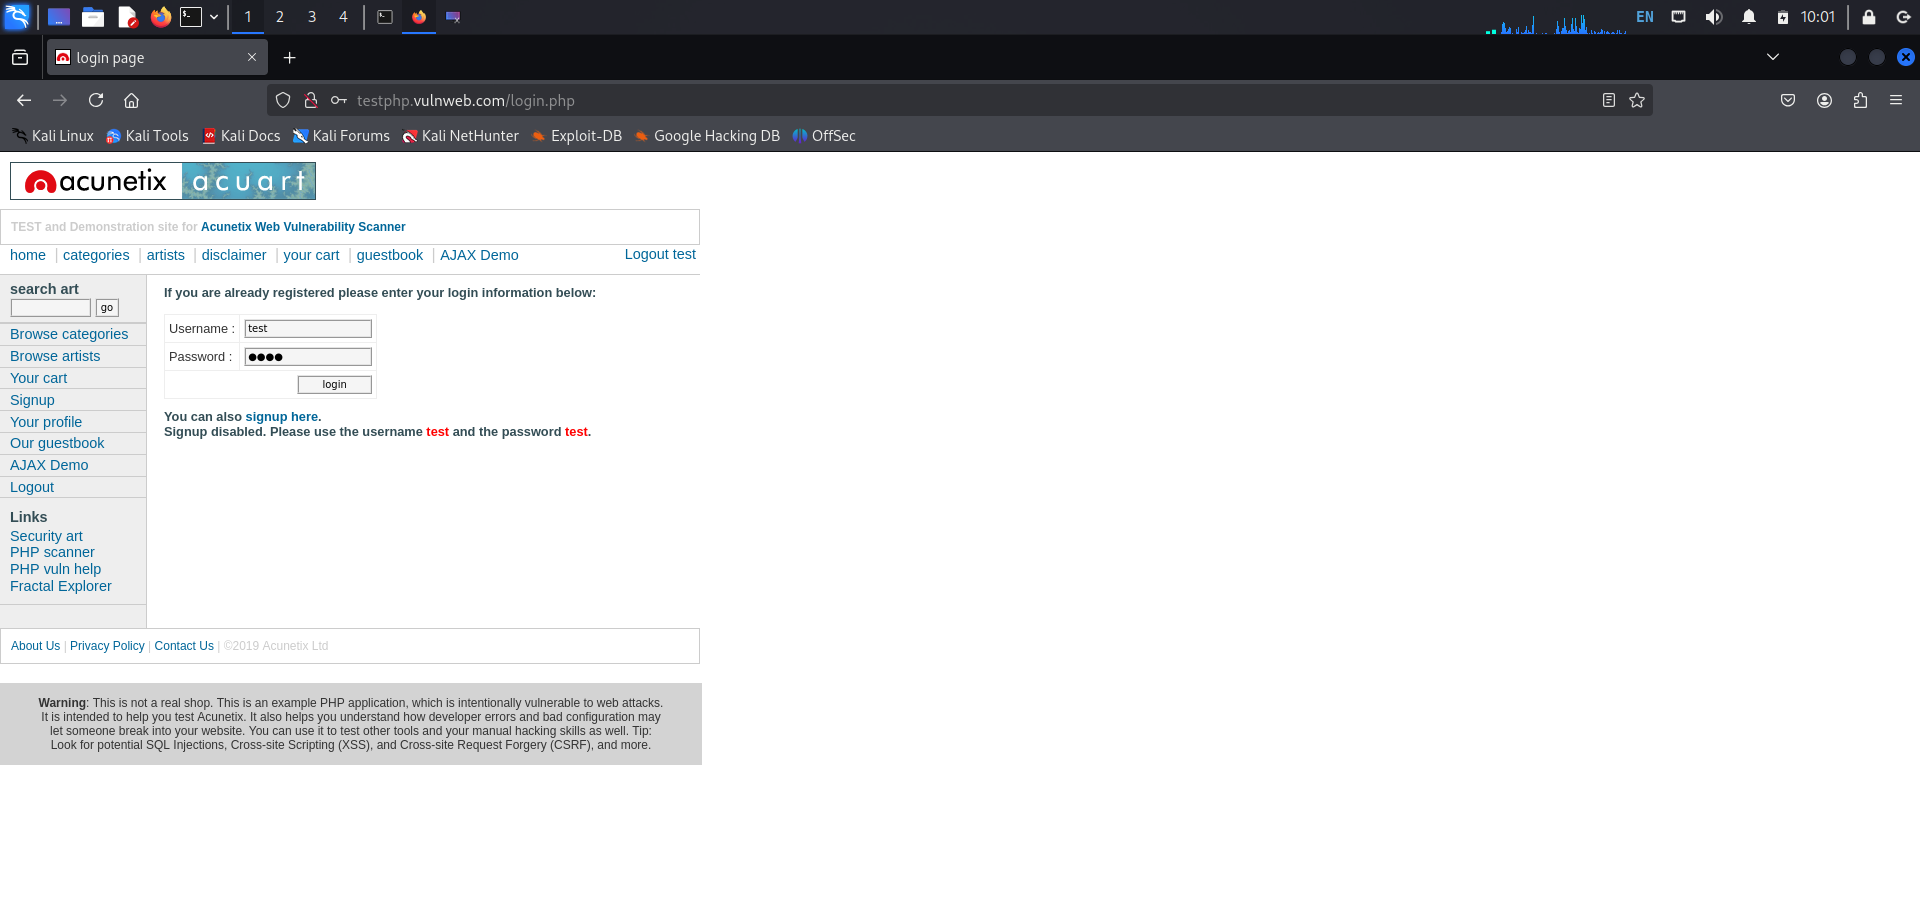 1 2 3 4 EN 10:01
login page
testphp.vulnweb.com/login.php
Kali Linux Kali Tools Kali Docs Kali Forums Kali NetHunter Exploit-DB Google Hacking DB OffSec
acunetix acuart
TEST and Demonstration site for Acunetix Web Vulnerability Scanner
home | categories | artists | disclaimer | your cart | guestbook | AJAX Demo Logout test
search art
go
Browse categories
Browse artists
Your cart
Signup
Your profile
Our guestbook
AJAX Demo
Logout
Links
Security art
PHP scanner
PHP vuln help
Fractal Explorer
If you are already registered please enter your login information below:
Username : test
Password : ●●●●
login
You can also signup here.
Signup disabled. Please use the username test and the password test.
About Us | Privacy Policy | Contact Us | ©2019 Acunetix Ltd
Warning: This is not a real shop. This is an example PHP application, which is intentionally vulnerable to web attacks.
It is intended to help you test Acunetix. It also helps you understand how developer errors and bad configuration may
let someone break into your website. You can use it to test other tools and your manual hacking skills as well. Tip:
Look for potential SQL Injections, Cross-site Scripting (XSS), and Cross-site Request Forgery (CSRF), and more.